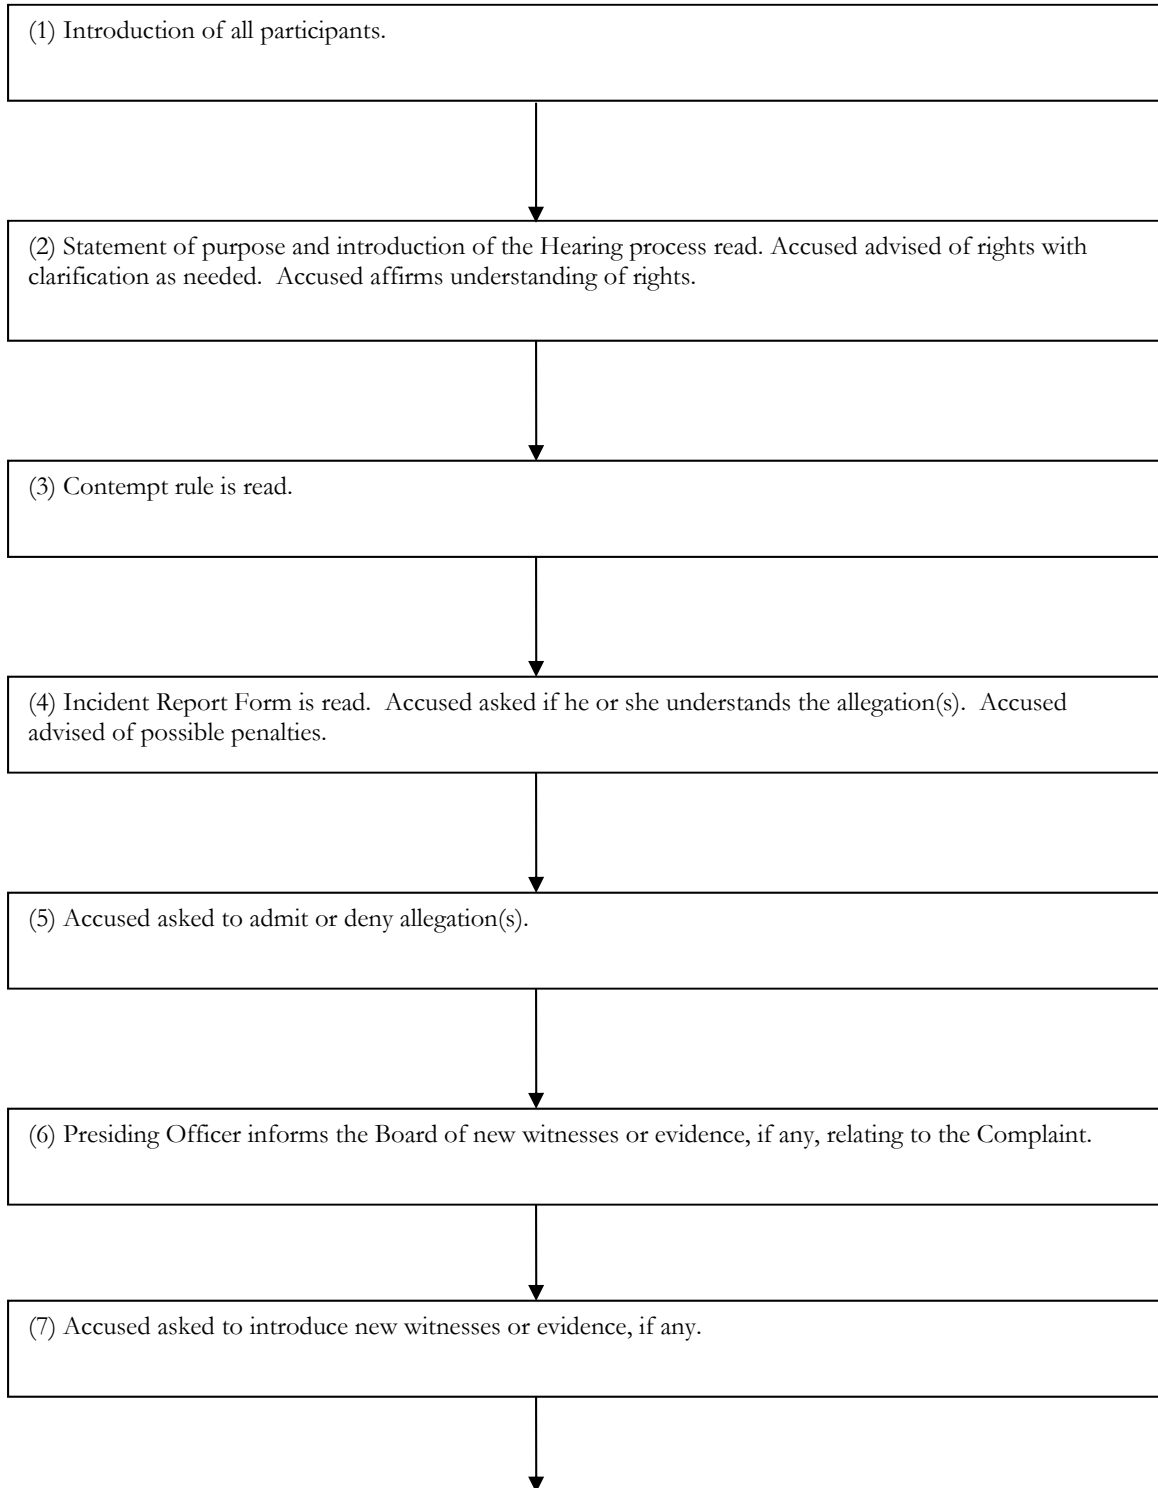 (1) Introduction of all participants.
(2) Statement of purpose and introduction of the Hearing process read. Accused advised of rights with
clarification as needed.  Accused affirms understanding of rights.
(3) Contempt rule is read.
(4) Incident Report Form is read.  Accused asked if he or she understands the allegation(s).  Accused
advised of possible penalties.
(5) Accused asked to admit or deny allegation(s).
(6) Presiding Officer informs the Board of new witnesses or evidence, if any, relating to the Complaint.
(7) Accused asked to introduce new witnesses or evidence, if any.